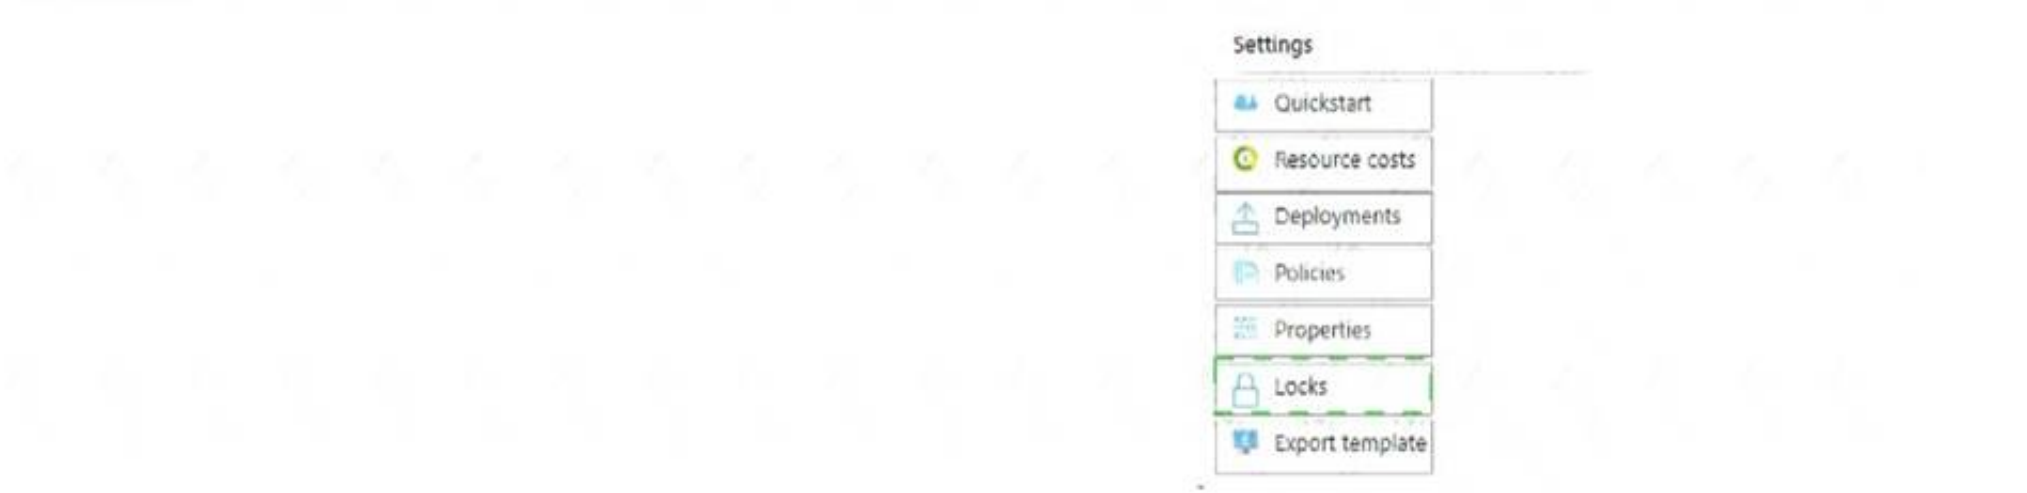 Settings
Quickstart
Resource costs
Deployments
Policies
Properties
Locks
Export template